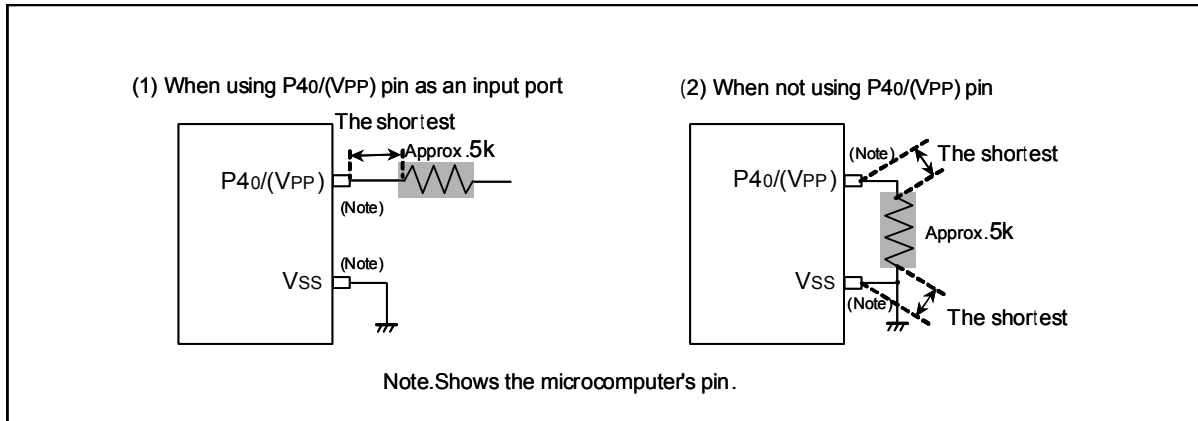 (1) When using P40/(VPP) pin as an input port
The shortest
Approx.5k
P40/(VPP)
(Note)
(Note)
VSS
(2) When not using P40/(VPP) pin
(Note)
The shortest
P40/(VPP)
Approx.5k
VSS
(Note)
The shortest
Note.Shows the microcomputer's pin.